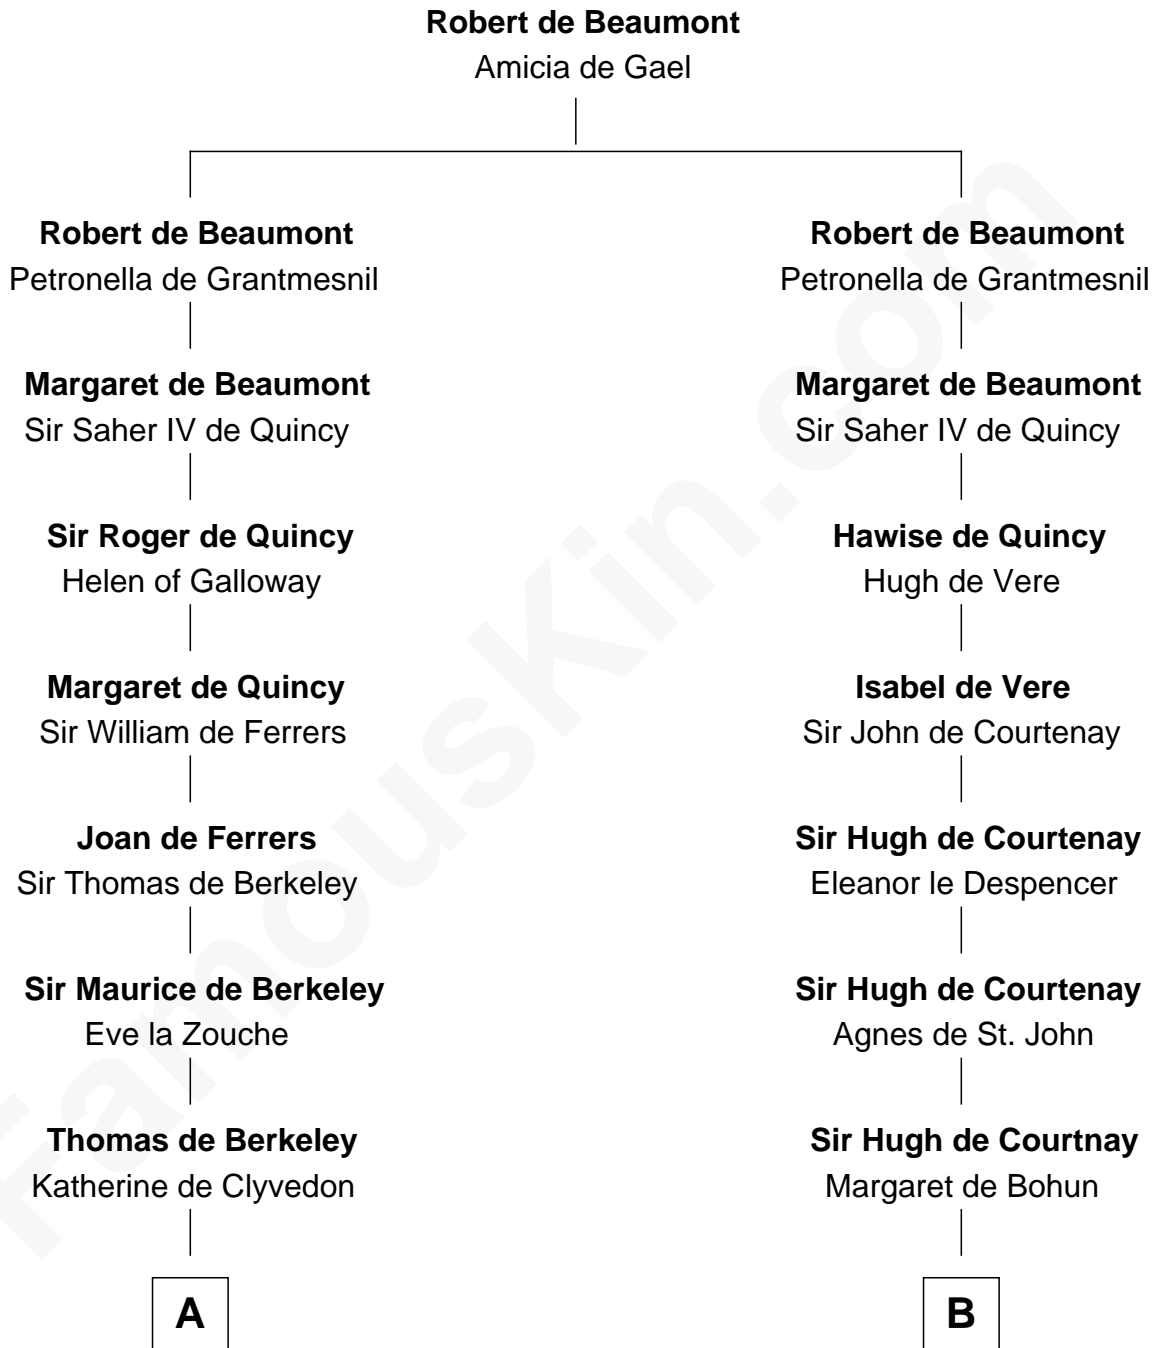 Robert de Beaumont
Amicia de Gael
Robert de Beaumont
Petronella de Grantmesnil
Margaret de Beaumont
Sir Saher IV de Quincy
Sir Roger de Quincy
Helen of Galloway
Margaret de Quincy
Sir William de Ferrers
Joan de Ferrers
Sir Thomas de Berkeley
Sir Maurice de Berkeley
Eve la Zouche
Thomas de Berkeley
Katherine de Clyvedon
A
Robert de Beaumont
Petronella de Grantmesnil
Margaret de Beaumont
Sir Saher IV de Quincy
Hawise de Quincy
Hugh de Vere
Isabel de Vere
Sir John de Courtenay
Sir Hugh de Courtenay
Eleanor le Despencer
Sir Hugh de Courtenay
Agnes de St. John
Sir Hugh de Courtnay
Margaret de Bohun
B
FamousKin.com